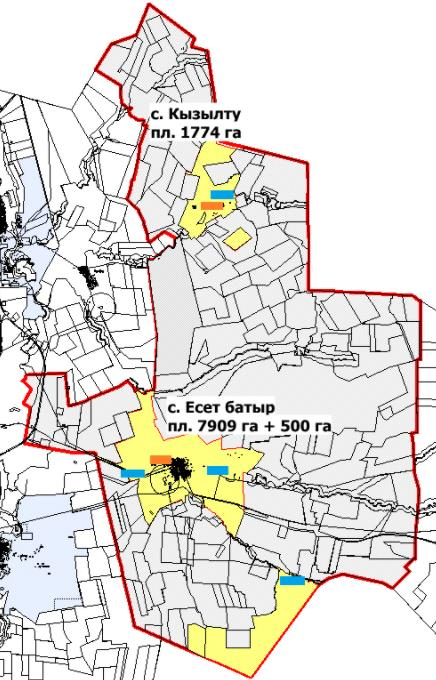 с. Кызылту
пл. 1774 га
с. Есет батыр
пл. 7909 га + 500 га